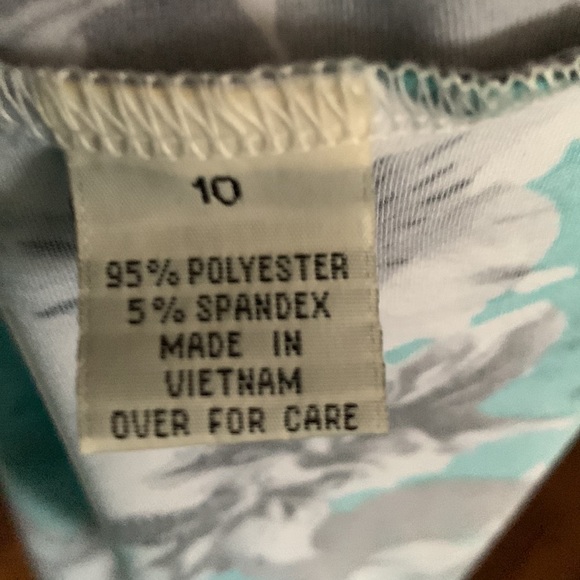 10
95% POLYESTER
5% SPANDEX
MADE IN
VIETNAM
OVER FOR CARE